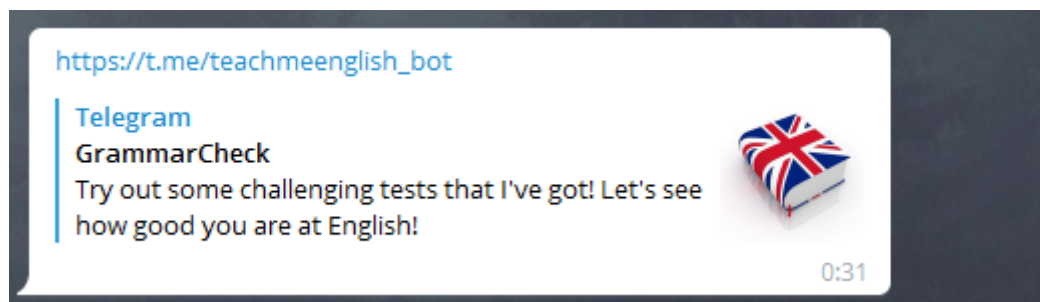 https://t.me/teachmeenglish_bot
Telegram
GrammarCheck
Try out some challenging tests that I've got! Let's see
how good you are at English!
0:31